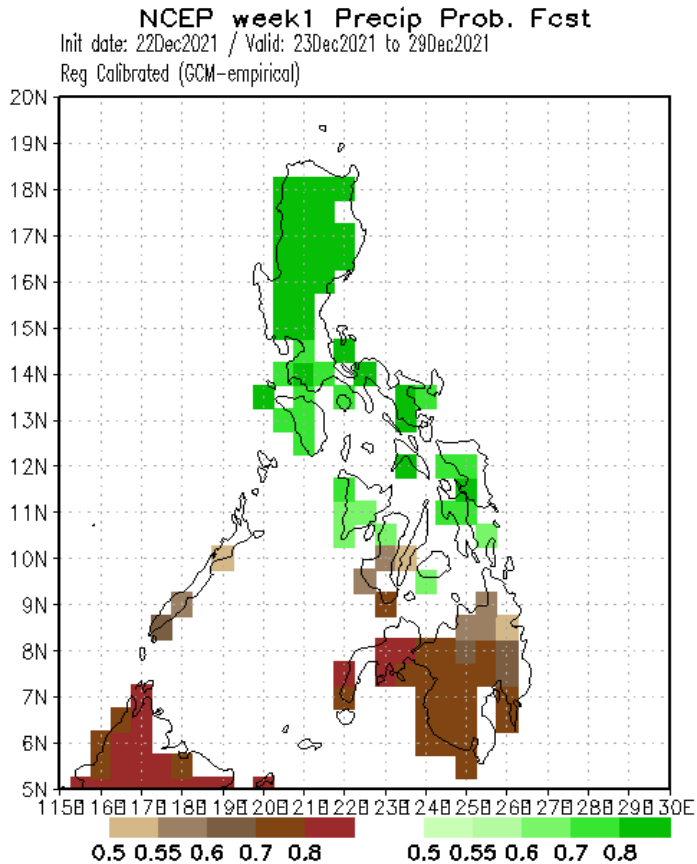 NCEP week1 Precip Prob. Fcst
Init date: 22Dec2021 / Valid: 23Dec2021 to 29Dec2021
Reg Calibrated (GCM-empirical)
20N
19N
18N
17N
16N
15N
14N
13N
12N
11N
10N
9N
8N
7N
6N
5N
115E 116E 117E 118E 119E 120E 121E 122E 123E 124E 125E 126E 127E 128E 129E 130E
0.5 0.55 0.6 0.7 0.8 0.5 0.55 0.6 0.7 0.8